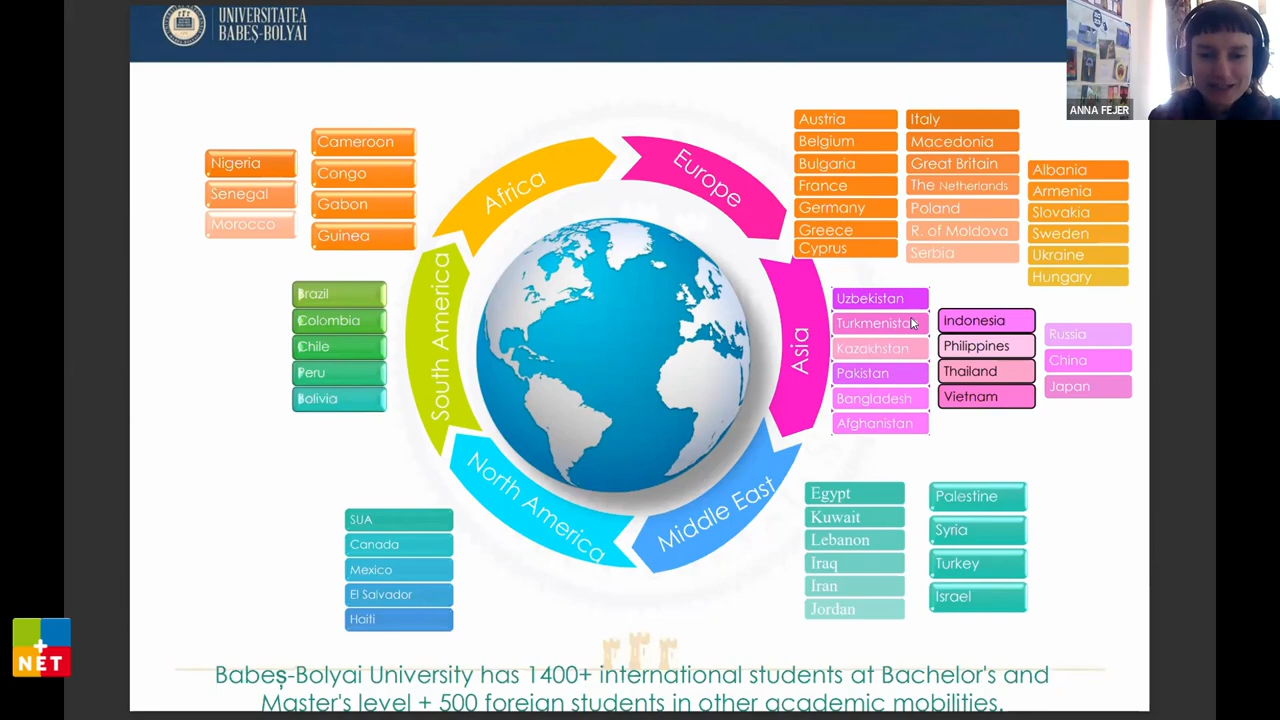 UNIVERSITATEA
BABEȘ-BOLYAI
ANNA FEJER
Nigeria
Senegal
Morocco
Cameroon
Congo
Gabon
Guinea
Africa
Europe
Austria
Belgium
Bulgaria
France
Germany
Greece
Cyprus
Italy
Macedonia
Great Britain
The Netherlands
Poland
R. of Moldova
Serbia
Albania
Armenia
Slovakia
Sweden
Ukraine
Hungary
Brazil
Colombia
Chile
Peru
Bolivia
South America
Asia
Uzbekistan
Turkmenistan
Kazakhstan
Pakistan
Bangladesh
Afghanistan
Indonesia
Philippines
Thailand
Vietnam
Russia
China
Japan
SUA
Canada
Mexico
El Salvador
Haiti
North America
Middle East
Egypt
Kuwait
Lebanon
Iraq
Iran
Jordan
Palestine
Syria
Turkey
Israel
+
NET
Babeș-Bolyai University has 1400+ international students at Bachelor's and
Master's level + 500 foreign students in other academic mobilities.